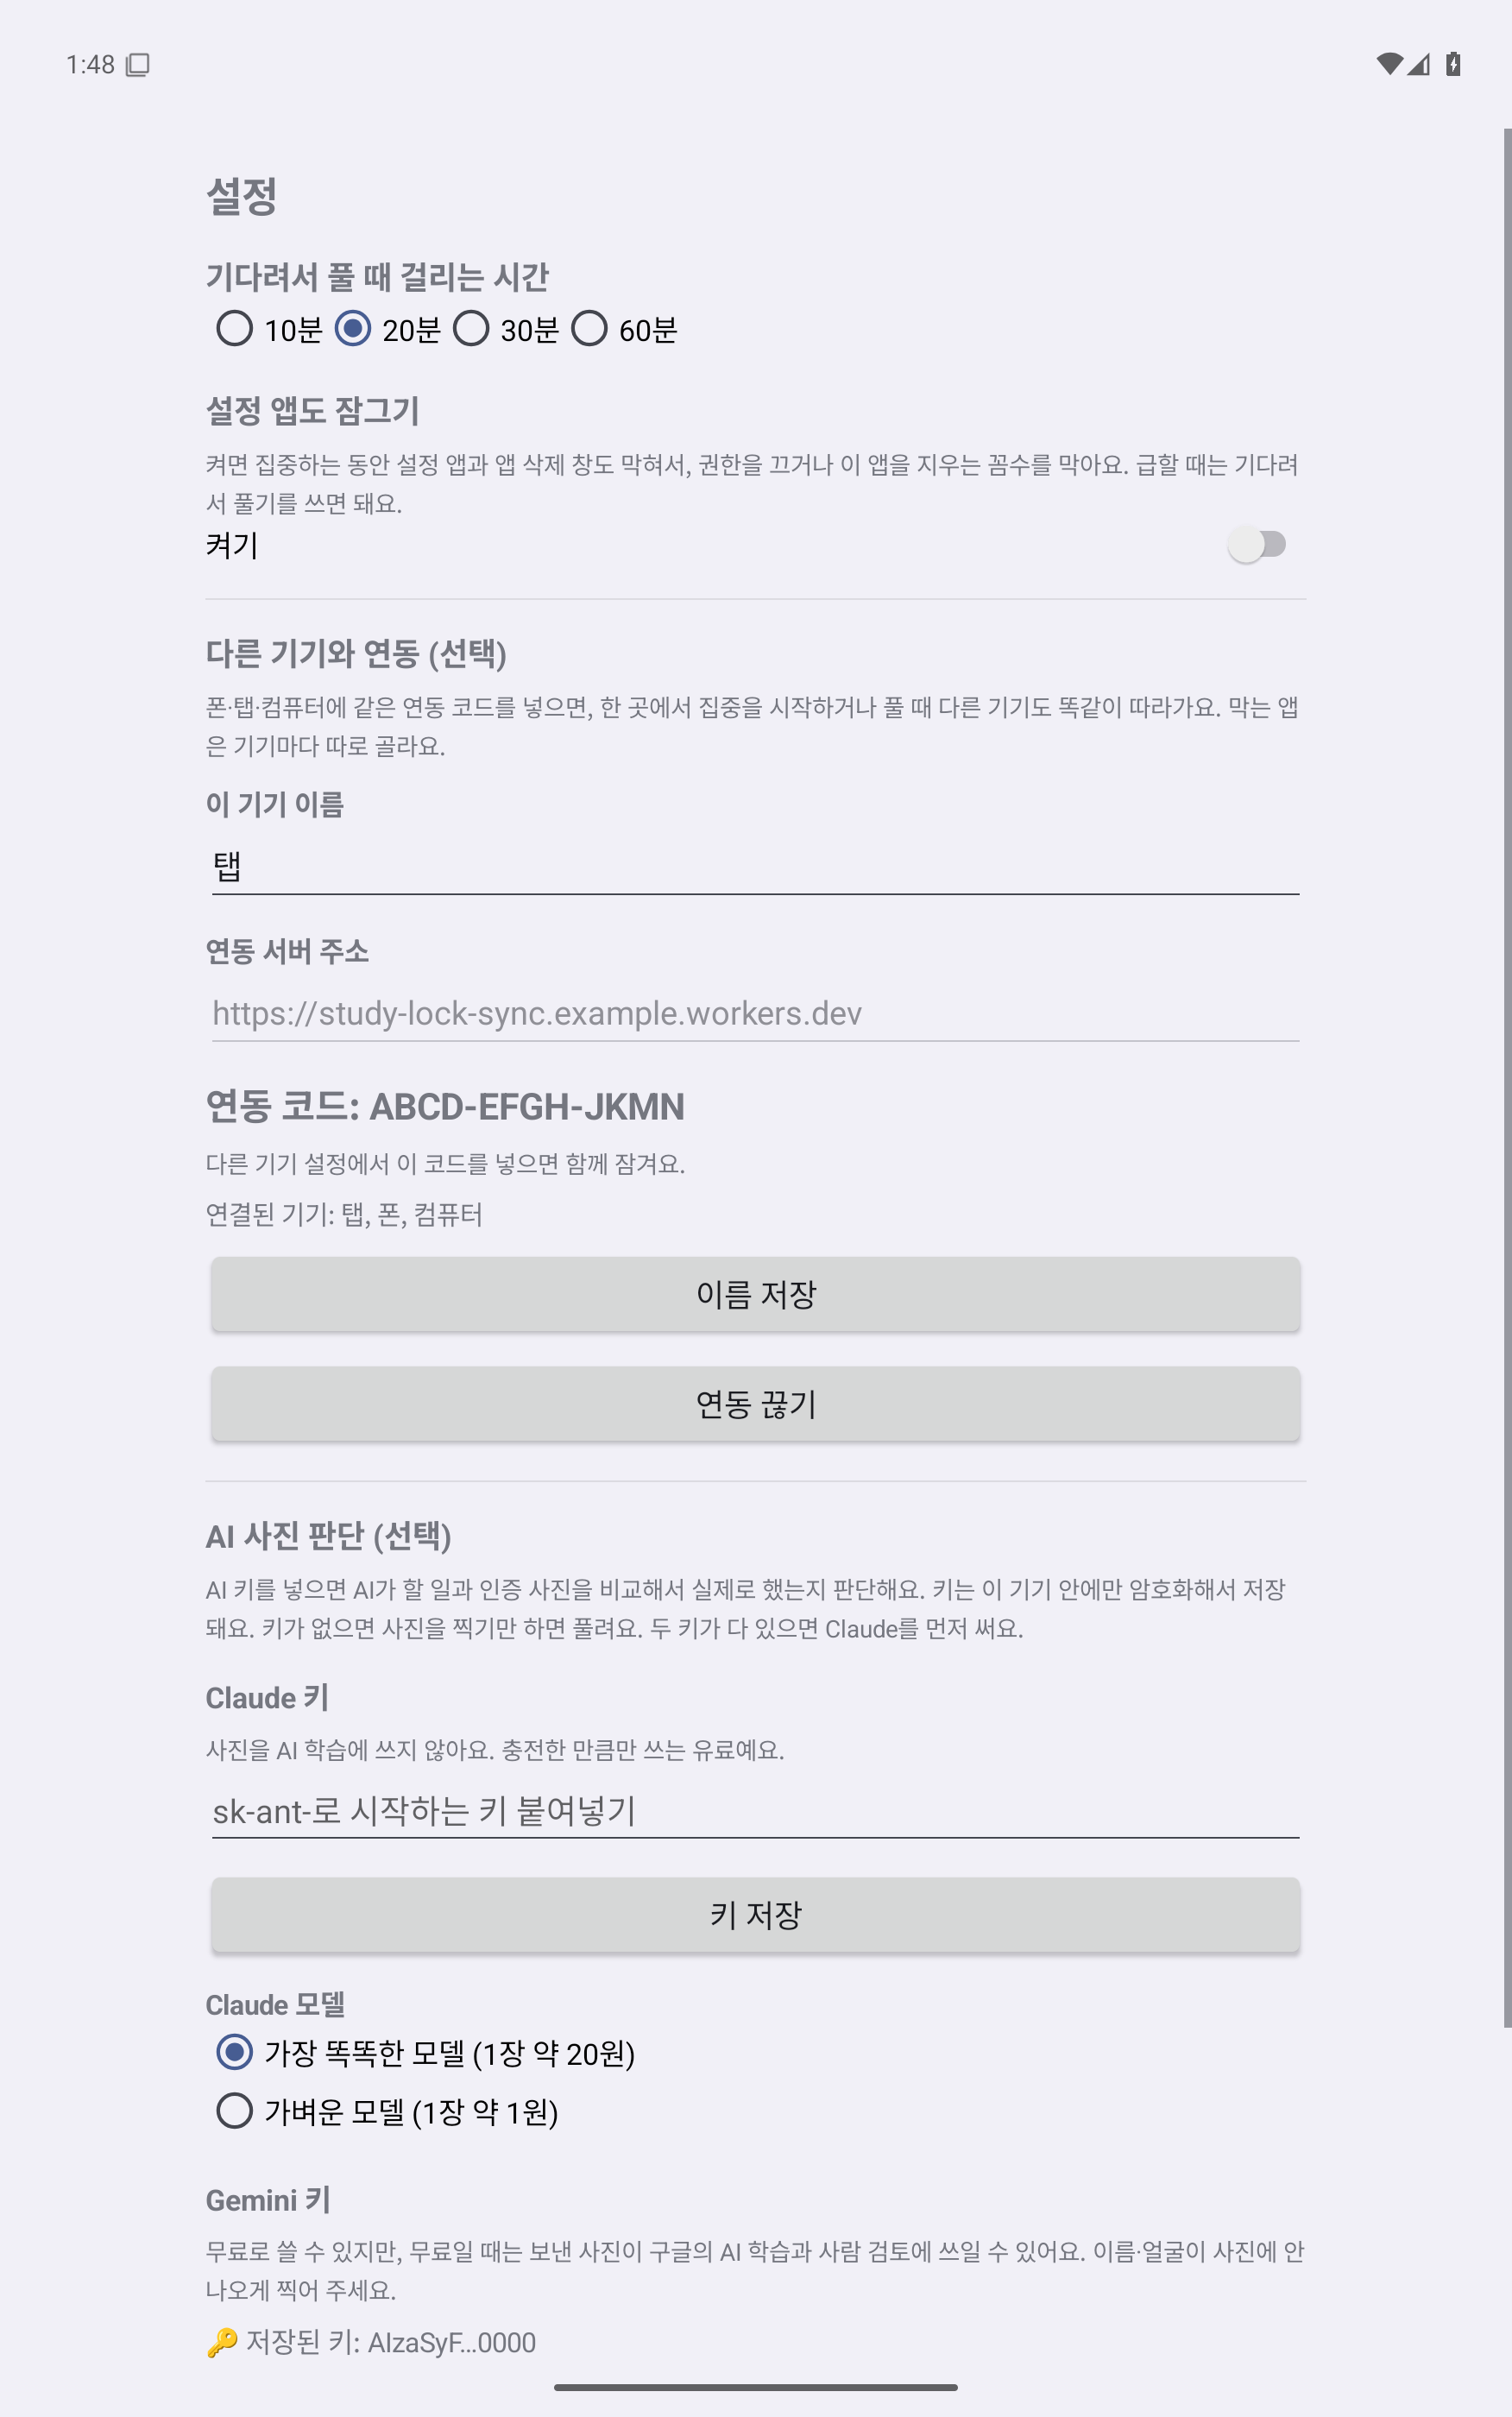 1:48
설정
기다려서 풀 때 걸리는 시간
10분 20분 30분 60분
설정 앱도 잠그기
켜면 집중하는 동안 설정 앱과 앱 삭제 창도 막혀서, 권한을 끄거나 이 앱을 지우는 꼼수를 막아요. 급할 때는 기다려
서 풀기를 쓰면 돼요.
켜기
다른 기기와 연동 (선택)
폰·탭·컴퓨터에 같은 연동 코드를 넣으면, 한 곳에서 집중을 시작하거나 풀 때 다른 기기도 똑같이 따라가요. 막는 앱
은 기기마다 따로 골라요.
이 기기 이름
탭
연동 서버 주소
https://study-lock-sync.example.workers.dev
연동 코드: ABCD-EFGH-JKMN
다른 기기 설정에서 이 코드를 넣으면 함께 잠겨요.
연결된 기기: 탭, 폰, 컴퓨터
이름 저장
연동 끊기
AI 사진 판단 (선택)
AI 키를 넣으면 AI가 할 일과 인증 사진을 비교해서 실제로 했는지 판단해요. 키는 이 기기 안에만 암호화해서 저장
돼요. 키가 없으면 사진을 찍기만 하면 풀려요. 두 키가 다 있으면 Claude를 먼저 써요.
Claude 키
사진을 AI 학습에 쓰지 않아요. 충전한 만큼만 쓰는 유료예요.
sk-ant-로 시작하는 키 붙여넣기
키 저장
Claude 모델
가장 똑똑한 모델 (1장 약 20원)
가벼운 모델 (1장 약 1원)
Gemini 키
무료로 쓸 수 있지만, 무료일 때는 보낸 사진이 구글의 AI 학습과 사람 검토에 쓰일 수 있어요. 이름·얼굴이 사진에 안
나오게 찍어 주세요.
🔑 저장된 키: AIzaSyF…0000